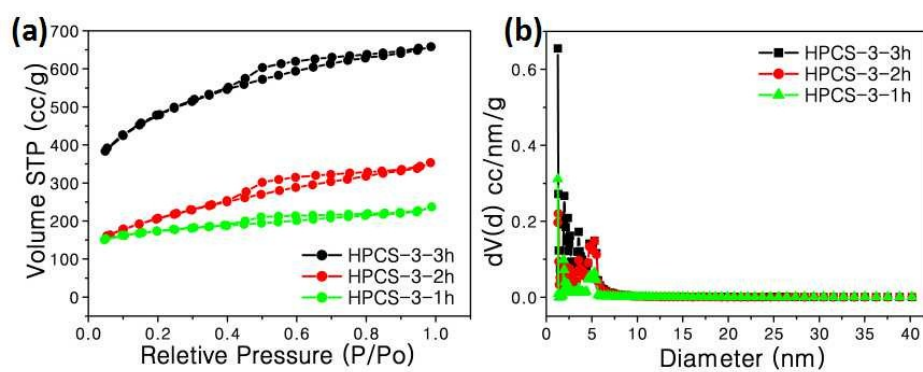 (a)
Volume STP (cc/g)
700
600
500
400
300
200
100
0
HPCS-3-3h
HPCS-3-2h
HPCS-3-1h
0.0 0.2 0.4 0.6 0.8 1.0
Reletive Pressure (P/Po)
(b)
dV(d) cc/nm/g
0.6
0.4
0.2
0.0
HPCS-3-3h
HPCS-3-2h
HPCS-3-1h
0 5 10 15 20 25 30 35 40
Diameter (nm)